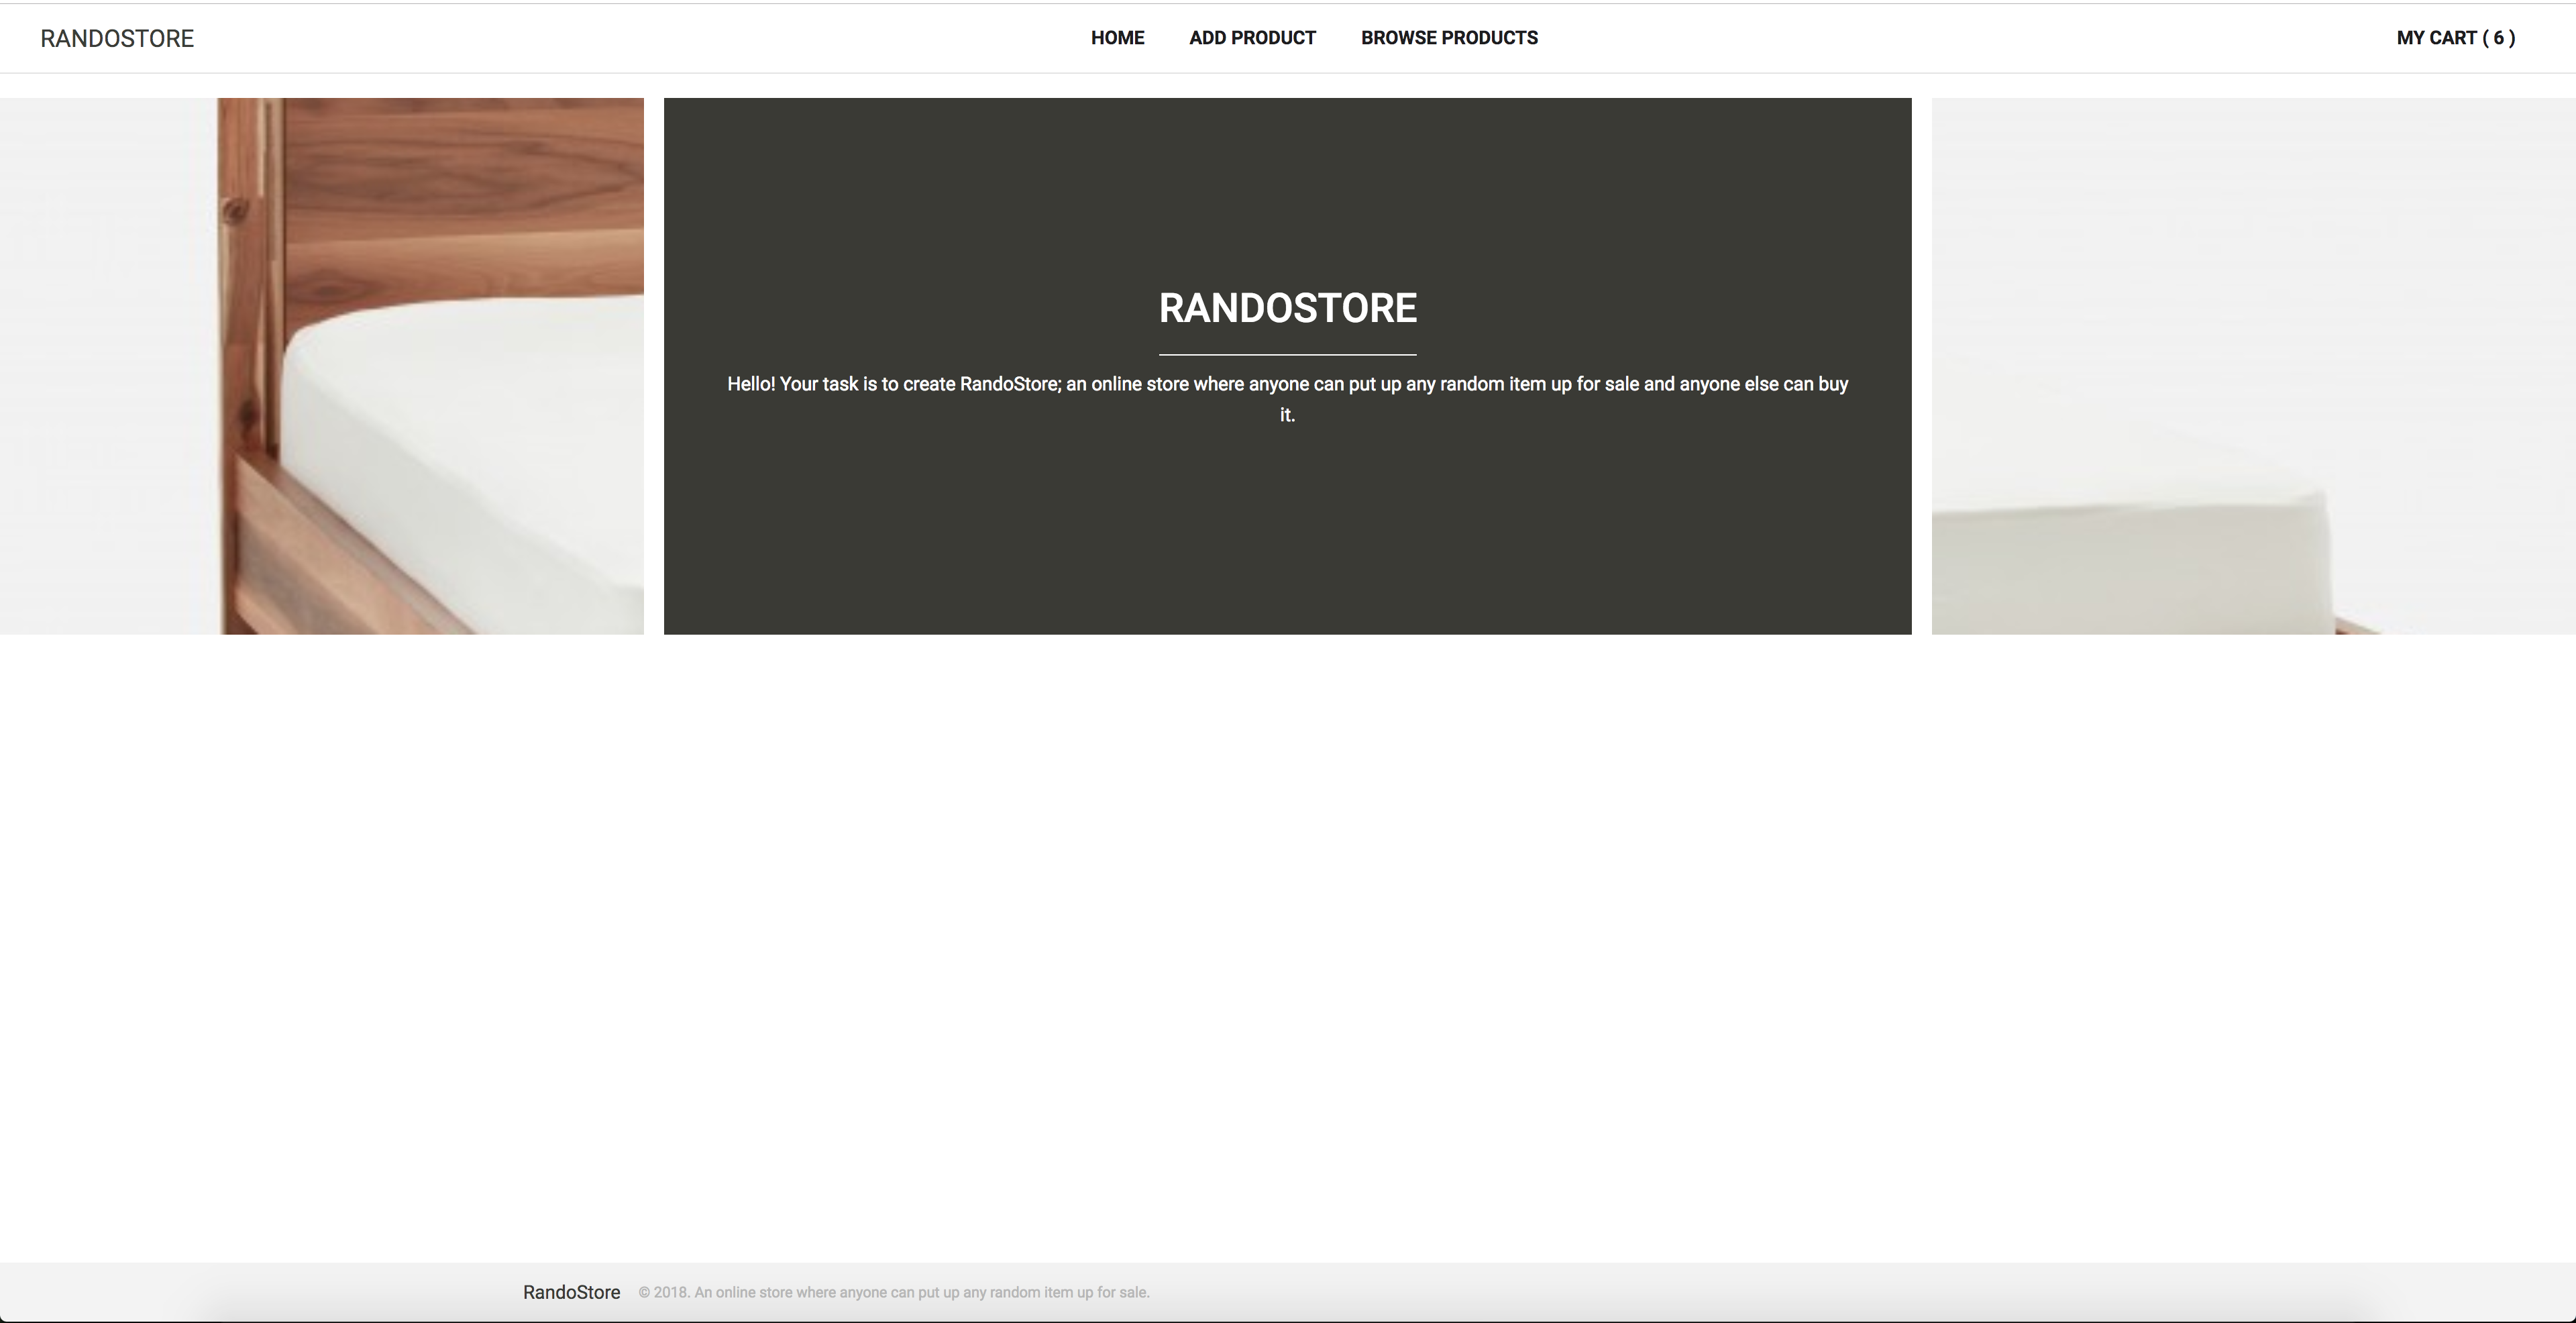 RANDOSTORE
HOME ADD PRODUCT BROWSE PRODUCTS
MY CART ( 6 )
RANDOSTORE
Hello! Your task is to create RandoStore; an online store where anyone can put up any random item up for sale and anyone else can buy
it.
RandoStore © 2018. An online store where anyone can put up any random item up for sale.